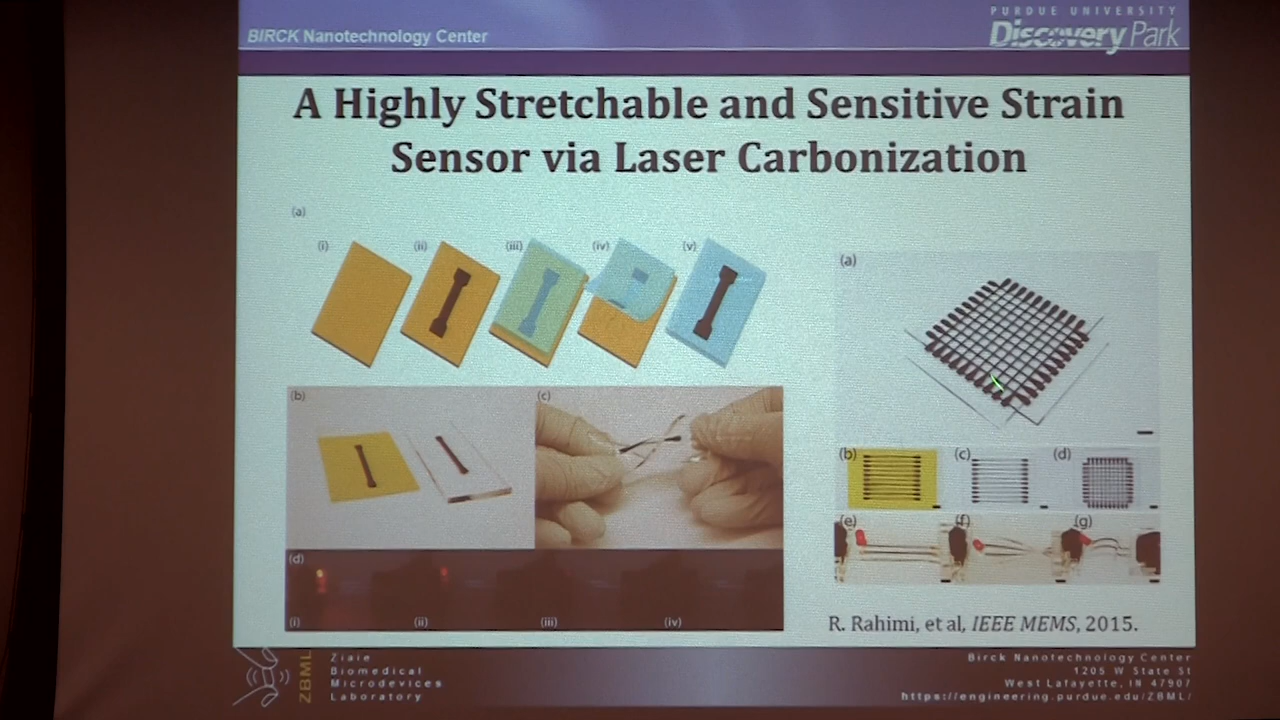 BIRCK Nanotechnology Center
PURDUE UNIVERSITY
Discovery Park
A Highly Stretchable and Sensitive Strain
Sensor via Laser Carbonization
(a)
(i) (ii) (iii) (iv) (v)
(b) (c)
(d)
(i) (ii) (iii) (iv)
(a)
(b) (c) (d)
(e) (f) (g)
R. Rahimi, et al, IEEE MEMS, 2015.
ZBML
Ziaie
Biomedical
Microdevices
Laboratory
Birck Nanotechnology Center
1205 W State St
West Lafayette, IN 47907
https://engineering.purdue.edu/ZBML/